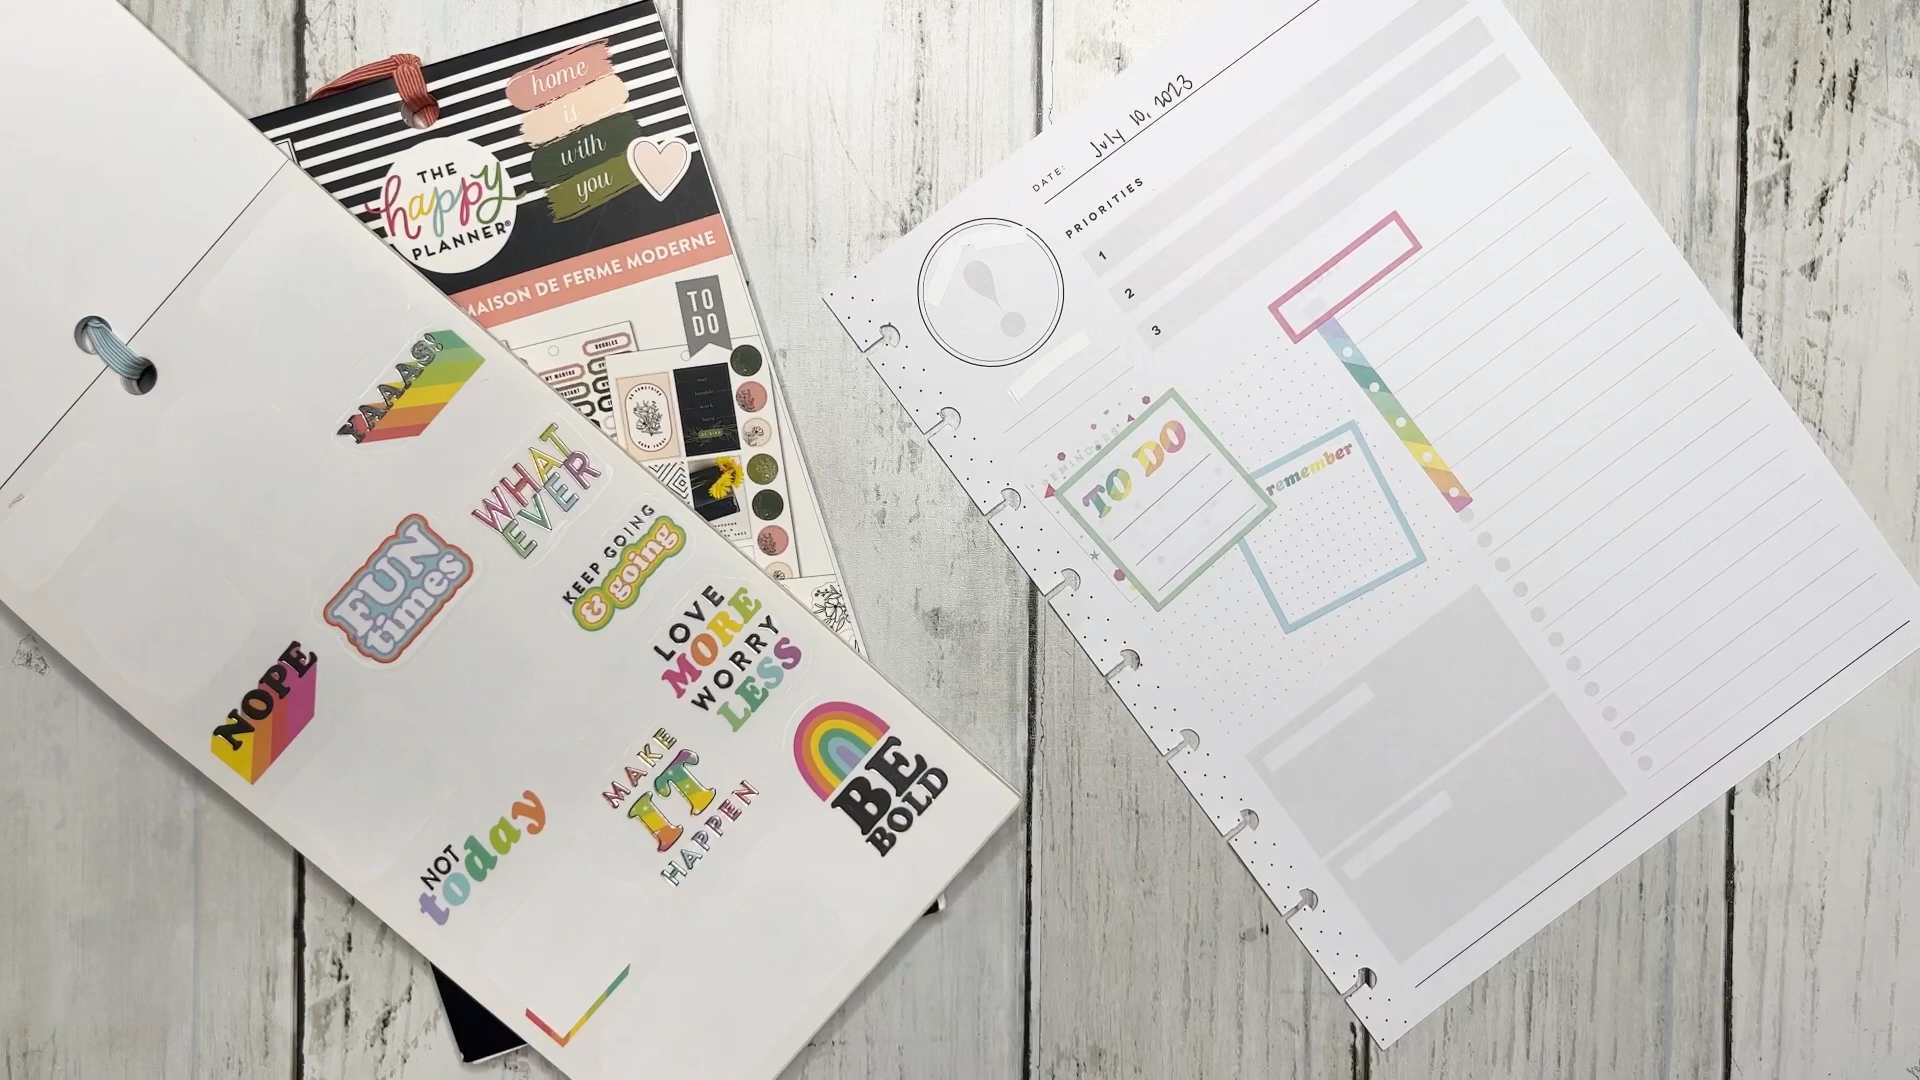 THE
happy
PLANNER®
home
is
with
you
MAISON DE FERME MODERNE
TO
DO
YAAAS!
WHAT
EVER
FUN
times
KEEP GOING
& going
NOPE
LOVE
MORE
WORRY
LESS
MAKE
IT
HAPPEN
BE
BOLD
NOT
today
DATE: July 10, 2023
PRIORITIES
1
2
3
REMINDERS
TO DO
remember